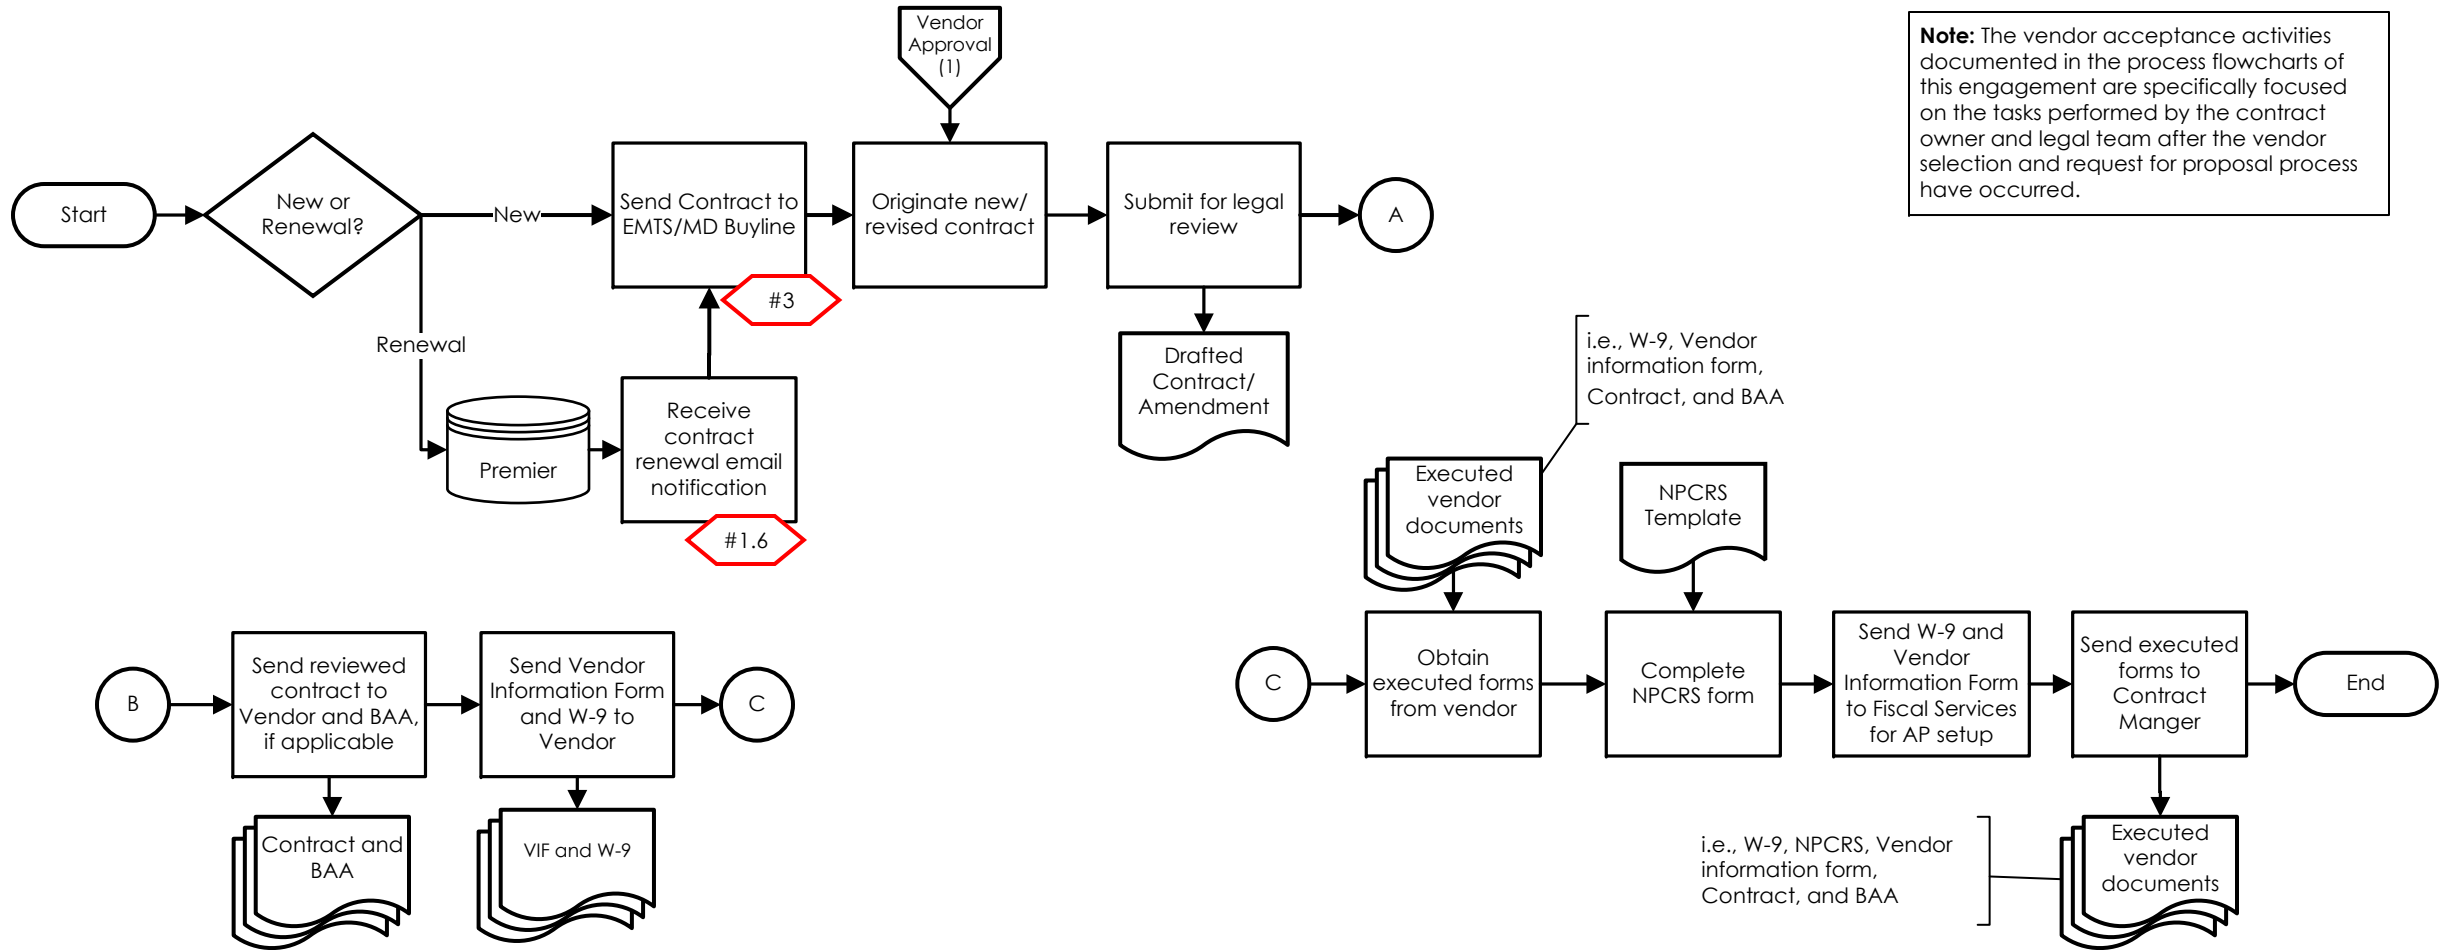 Vendor
Approval
(1)
Note: The vendor acceptance activities
documented in the process flowcharts of
this engagement are specifically focused
on the tasks performed by the contract
owner and legal team after the vendor
selection and request for proposal process
have occurred.
Start
New or
Renewal?
New
Send Contract to
EMTS/MD Buyline
#3
Originate new/
revised contract
Submit for legal
review
A
Renewal
Premier
Receive
contract
renewal email
notification
#1.6
Drafted
Contract/
Amendment
i.e., W-9, Vendor
information form,
Contract, and BAA
Executed
vendor
documents
NPCRS
Template
B
Send reviewed
contract to
Vendor and BAA,
if applicable
Send Vendor
Information Form
and W-9 to
Vendor
C
Contract and
BAA
VIF and W-9
C
Obtain
executed forms
from vendor
Complete
NPCRS form
Send W-9 and
Vendor
Information Form
to Fiscal Services
for AP setup
Send executed
forms to
Contract
Manger
End
i.e., W-9, NPCRS, Vendor
information form,
Contract, and BAA
Executed
vendor
documents